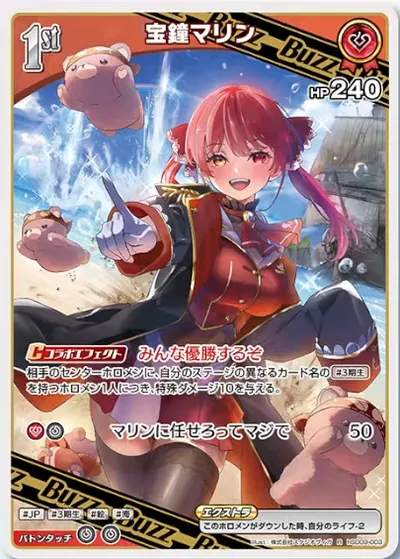 1st
宝鐘マリン
Buzz Buzz
HP240
Cコラボエフェクト みんな優勝するぞ
相手のセンターホロメンに、自分のステージの異なるカード名の#3期生
を持つホロメン1人につき、特殊ダメージ10を与える。
マリンに任せろってマジで 50
Buzz Buzz Buzz
#JP #3期生 #絵 #海
エクストラ
このホロメンがダウンした時、自分のライフ-2
バトンタッチ